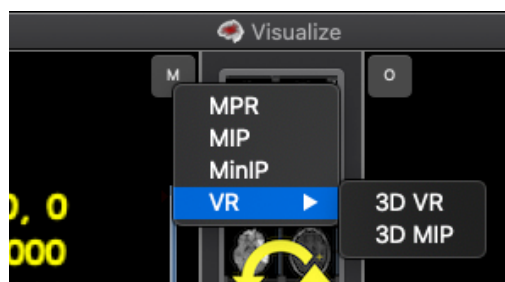 Visualize
M
O
MPR
MIP
MinIP
VR
3D VR
3D MIP
, 0
000